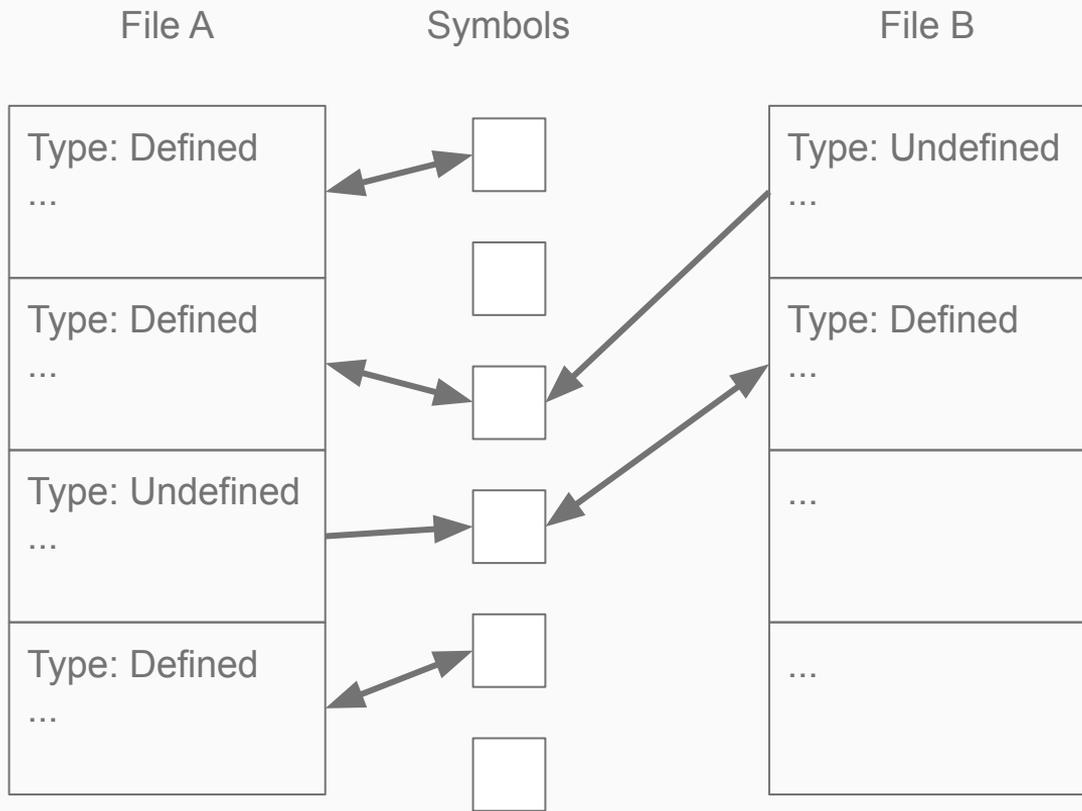 File A
Symbols
File B
Type: Defined
...
Type: Defined
...
Type: Undefined
...
Type: Defined
...
Type: Undefined
...
Type: Defined
...
...
...